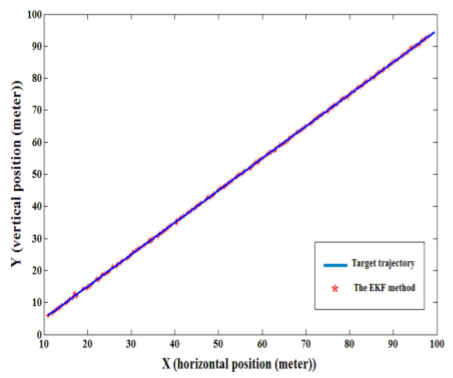 100
90
80
70
60
50
40
30
20
10
0
Y (vertical position (meter))
Target trajectory
The EKF method
10 20 30 40 50 60 70 80 90 100
X (horizontal position (meter))